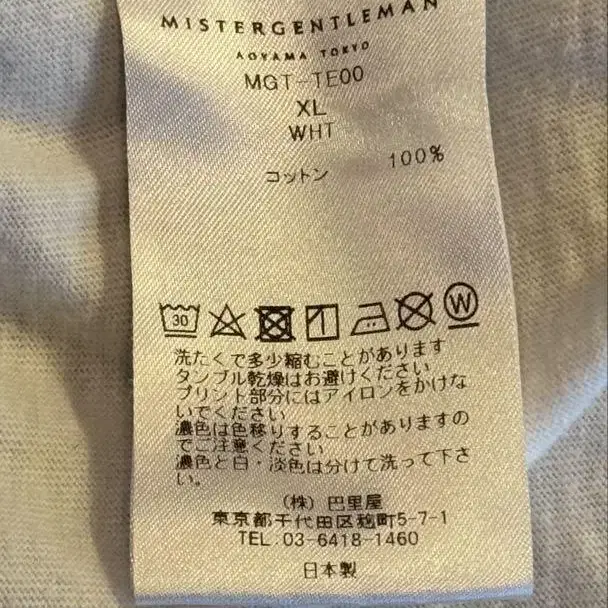 MISTERGENTLEMAN
AOYAMA TOKYO
MGT-TE00
XL
WHT
コットン 100%
30
W
洗たくで多少縮むことがあります
タンブル乾燥はお避けください
プリント部分にはアイロンをかけな
いでください
濃色は色移りすることがありますの
でご注意ください
濃色と白・淡色は分けて洗って下さ
い。
(株) 巴里屋
東京都千代田区麹町5-7-1
TEL:03-6418-1460
日本製